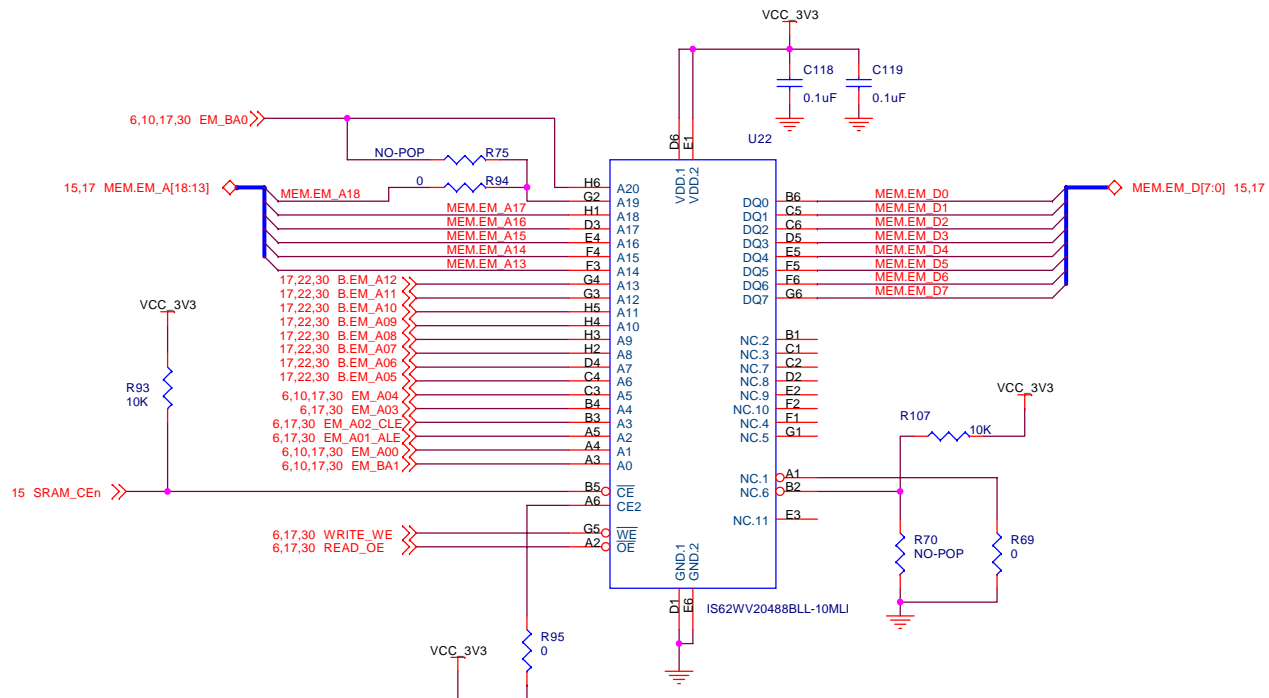 VCC_3V3
C118
0.1uF
C119
0.1uF
6,10,17,30 EM_BA0
U22
D6
E1
VDD.1
VDD.2
NO-POP
R75
15,17 MEM.EM_A[18:13]
MEM.EM_A18
0
R94
H6 A20
G2 A19
MEM.EM_A17 H1 A18
MEM.EM_A16 D3 A17
MEM.EM_A15 E4 A16
MEM.EM_A14 F4 A15
MEM.EM_A13 F3 A14
17,22,30 B.EM_A12 G4 A13
17,22,30 B.EM_A11 G3 A12
17,22,30 B.EM_A10 H5 A11
17,22,30 B.EM_A09 H4 A10
17,22,30 B.EM_A08 H3 A9
17,22,30 B.EM_A07 H2 A8
17,22,30 B.EM_A06 D4 A7
17,22,30 B.EM_A05 C4 A6
6,10,17,30 EM_A04 C3 A5
6,17,30 EM_A03 B4 A4
6,17,30 EM_A02_CLE B3 A3
6,17,30 EM_A01_ALE A5 A2
6,10,17,30 EM_A00 A4 A1
6,10,17,30 EM_BA1 A3 A0
DQ0 B6 MEM.EM_D0
DQ1 C5 MEM.EM_D1
DQ2 C6 MEM.EM_D2
DQ3 D5 MEM.EM_D3
DQ4 E5 MEM.EM_D4
DQ5 F5 MEM.EM_D5
DQ6 F6 MEM.EM_D6
DQ7 G6 MEM.EM_D7
MEM.EM_D[7:0] 15,17
NC.2 B1
NC.3 C1
NC.7 C2
NC.8 D2
NC.9 E2
NC.10 F2
NC.4 F1
NC.5 G1
VCC_3V3
R93
10K
VCC_3V3
R107
10K
15 SRAM_CEn
B5 CE
A6 CE2
NC.1 A1
NC.6 B2
NC.11 E3
6,17,30 WRITE_WE G5 WE
6,17,30 READ_OE A2 OE
R70
NO-POP
R69
0
GND.1
GND.2
D1
E6
IS62WV20488BLL-10MLI
R95
0
VCC_3V3